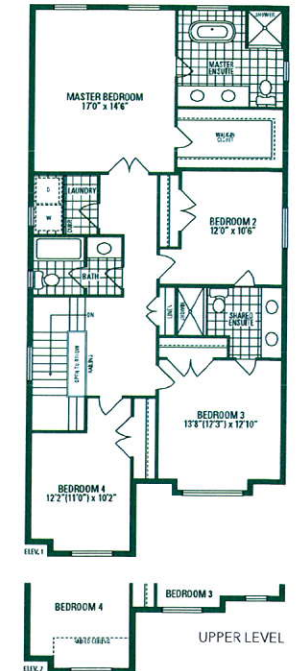 SHOWER
MASTER
ENSUITE
MASTER BEDROOM
17'0" x 14'6"
WALK-IN
CLOSET
D
W
LAUNDRY
BEDROOM 2
12'0" x 10'6"
BATH
DN
LINEN
SHOWER
SHARED
ENSUITE
OPEN TO BELOW
RAILING
BEDROOM 3
13'8"(12'3") x 12'10"
BEDROOM 4
12'2"(11'0") x 10'2"
ELEV. 1
BEDROOM 4
BEDROOM 3
UPPER LEVEL
ELEV. 2